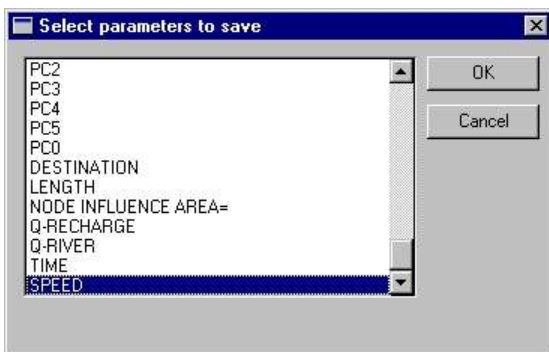 Select parameters to save
PC2
PC3
PC4
PC5
PC0
DESTINATION
LENGTH
NODE INFLUENCE AREA=
Q-RECHARGE
Q-RIVER
TIME
SPEED
OK
Cancel